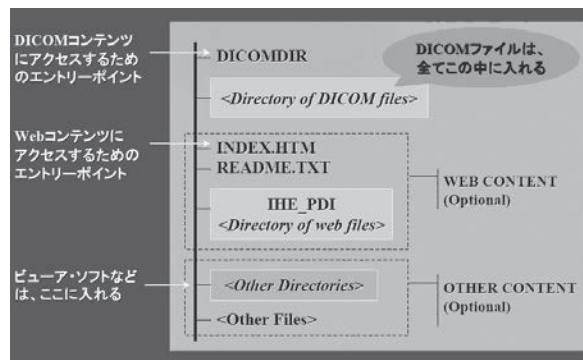 DICOMコンテンツ
にアクセスするため
のエントリーポイント
DICOMDIR
DICOMファイルは、
全てこの中に入れる
<Directory of DICOM files>
Webコンテンツに
アクセスするための
エントリーポイント
INDEX.HTM
README.TXT
IHE_PDI
<Directory of web files>
WEB CONTENT
(Optional)
ビューア・ソフトなど
は、ここに入れる
<Other Directories>
<Other Files>
OTHER CONTENT
(Optional)